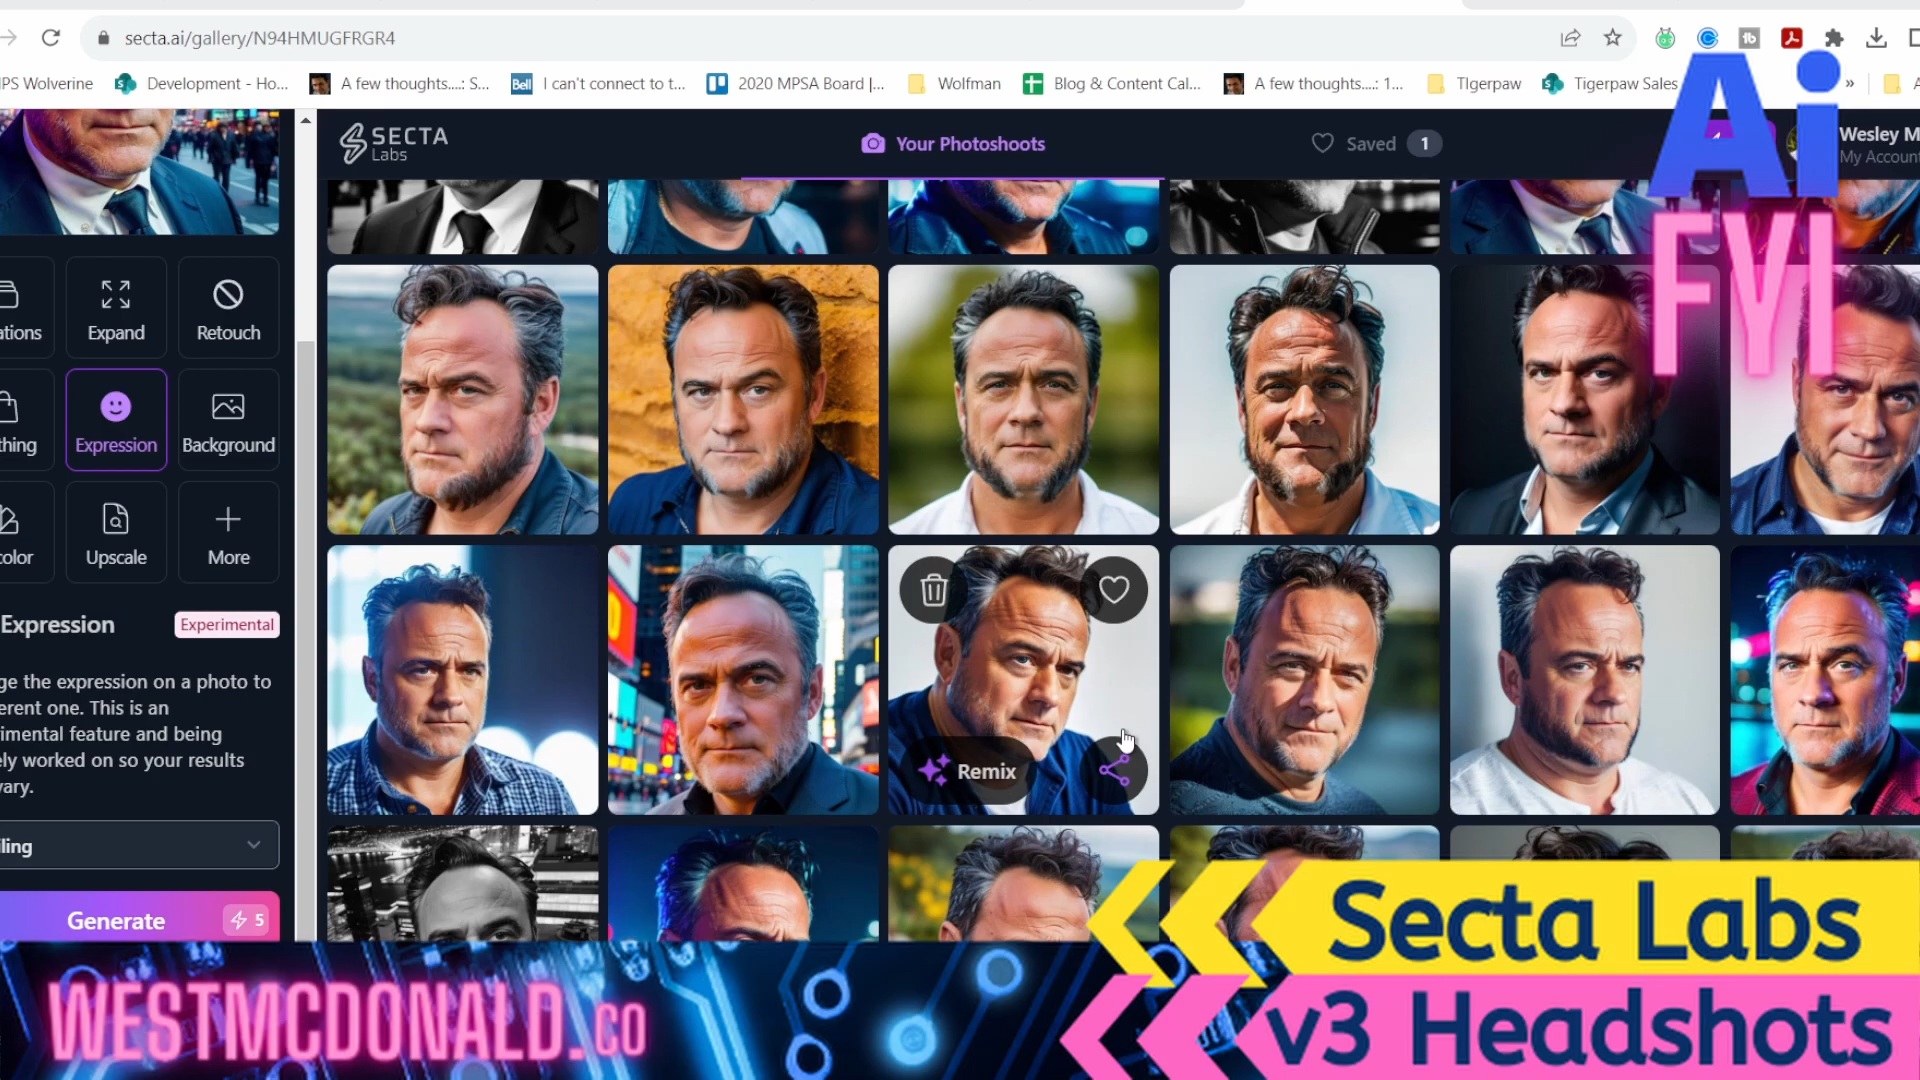 secta.ai/gallery/N94HMUGFRGR4
PS Wolverine
Development - Ho...
A few thoughts....: S...
Bell
I can't connect to t...
2020 MPSA Board |...
Wolfman
Blog & Content Cal...
A few thoughts....: 1...
TIgerpaw
Tigerpaw Sales
»
Ai
FYI
SECTA
Labs
Your Photoshoots
Saved 1
Wesley M
My Account
ations
Expand
Retouch
thing
Expression
Background
color
Upscale
More
Expression
Experimental
ge the expression on a photo to
erent one. This is an
imental feature and being
ely worked on so your results
vary.
iling
Generate
5
Remix
Secta Labs
v3 Headshots
WESTMCDONALD.CO